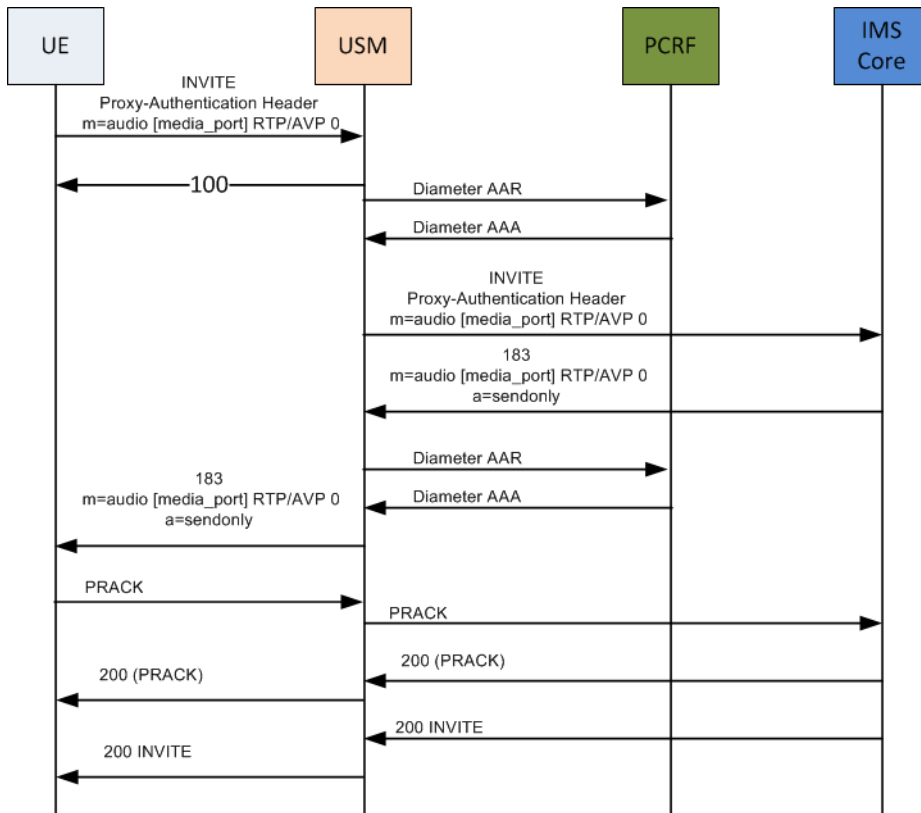 UE
USM
PCRF
IMS
Core
INVITE
Proxy-Authentication Header
m=audio [media_port] RTP/AVP 0
100
Diameter AAR
Diameter AAA
INVITE
Proxy-Authentication Header
m=audio [media_port] RTP/AVP 0
183
m=audio [media_port] RTP/AVP 0
a=sendonly
Diameter AAR
183
m=audio [media_port] RTP/AVP 0
a=sendonly
Diameter AAA
PRACK
PRACK
200 (PRACK)
200 (PRACK)
200 INVITE
200 INVITE